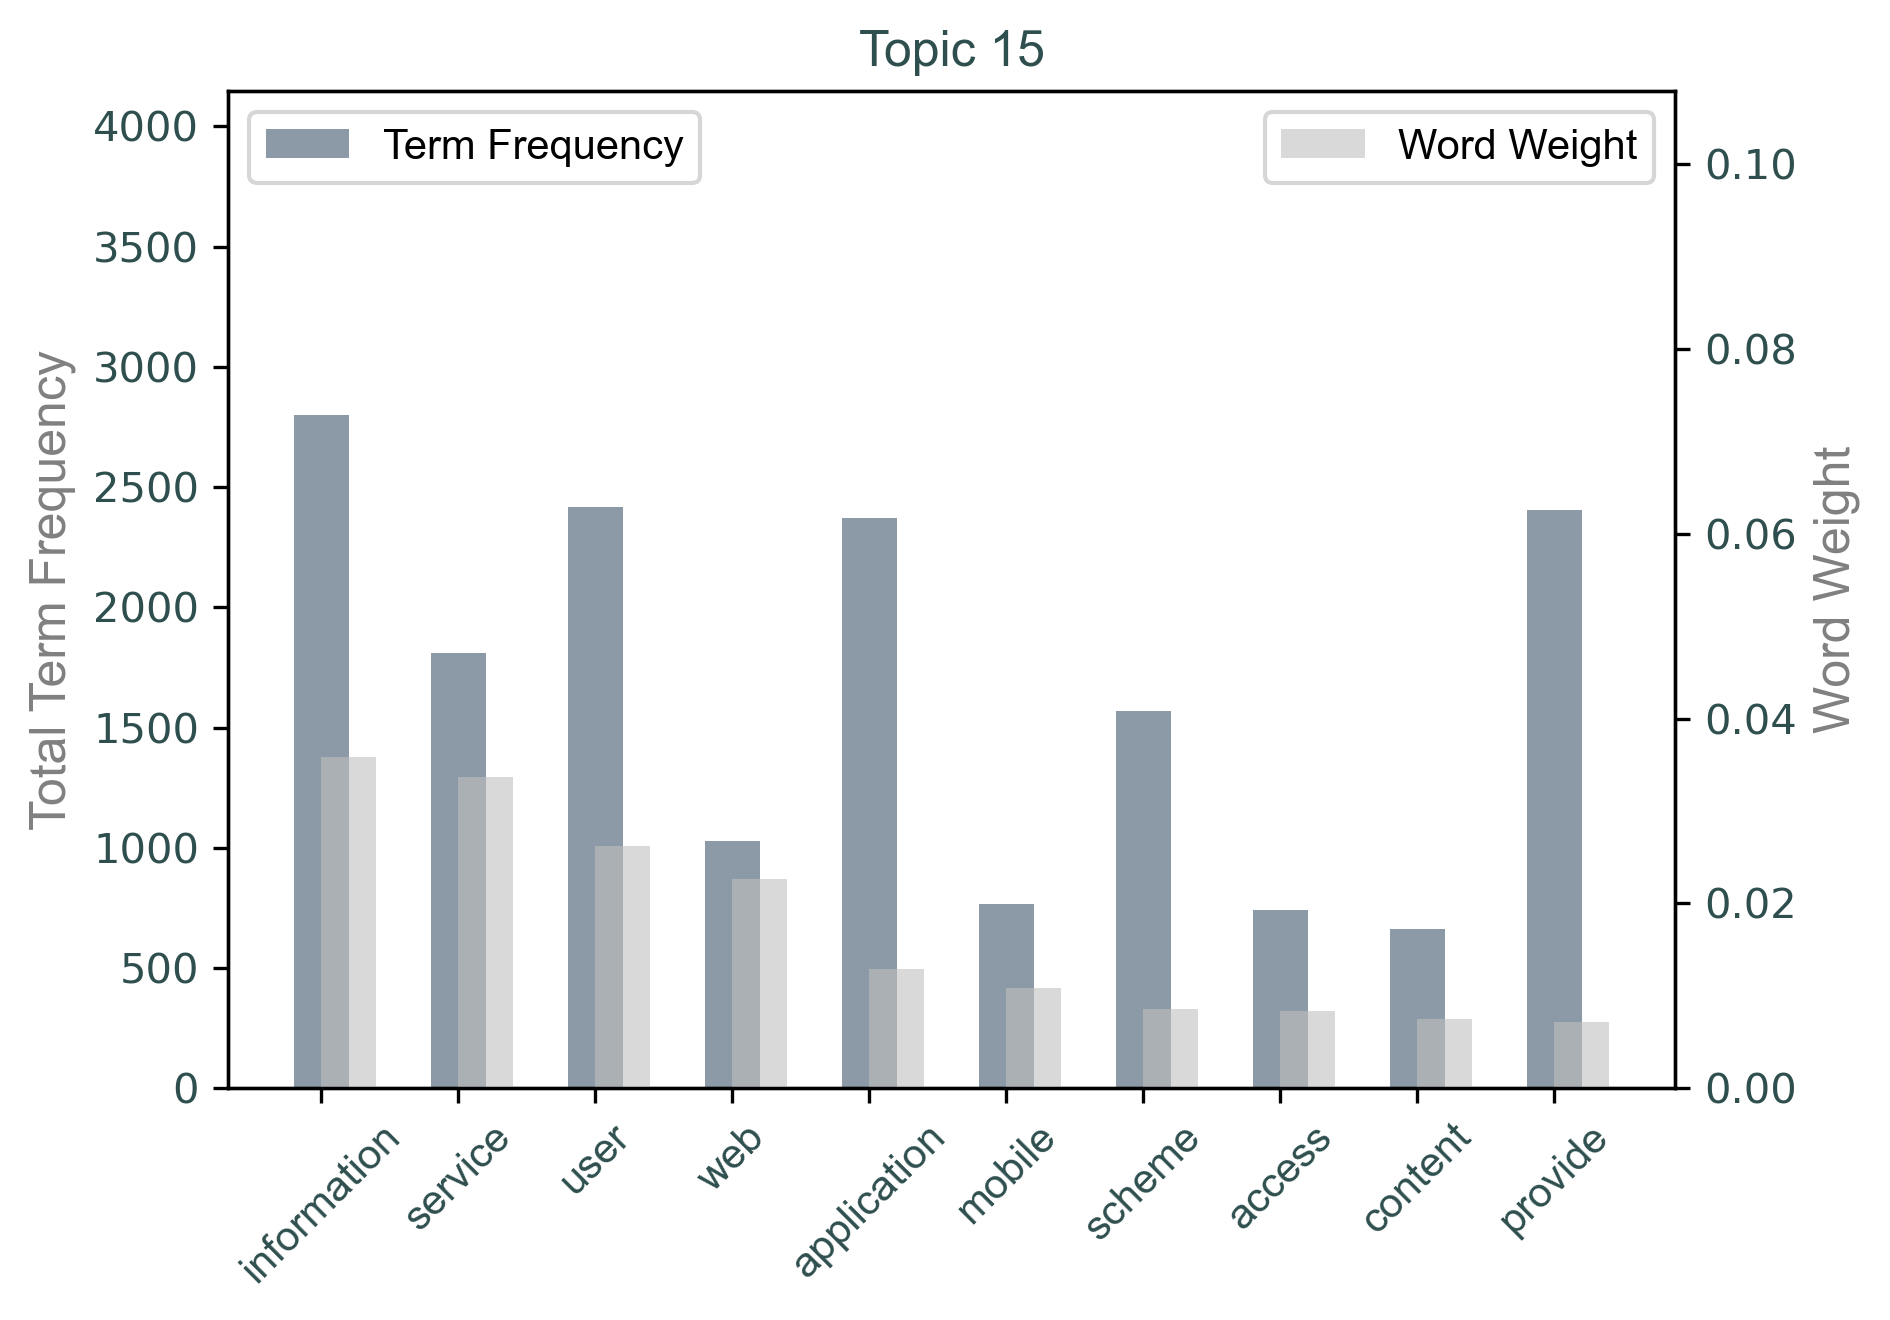 Topic 15
Term Frequency
Word Weight
Total Term Frequency
4000
3500
3000
2500
2000
1500
1000
500
0
0.10
0.08
0.06
0.04
0.02
0.00
Word Weight
information
service
user
web
application
mobile
scheme
access
content
provide